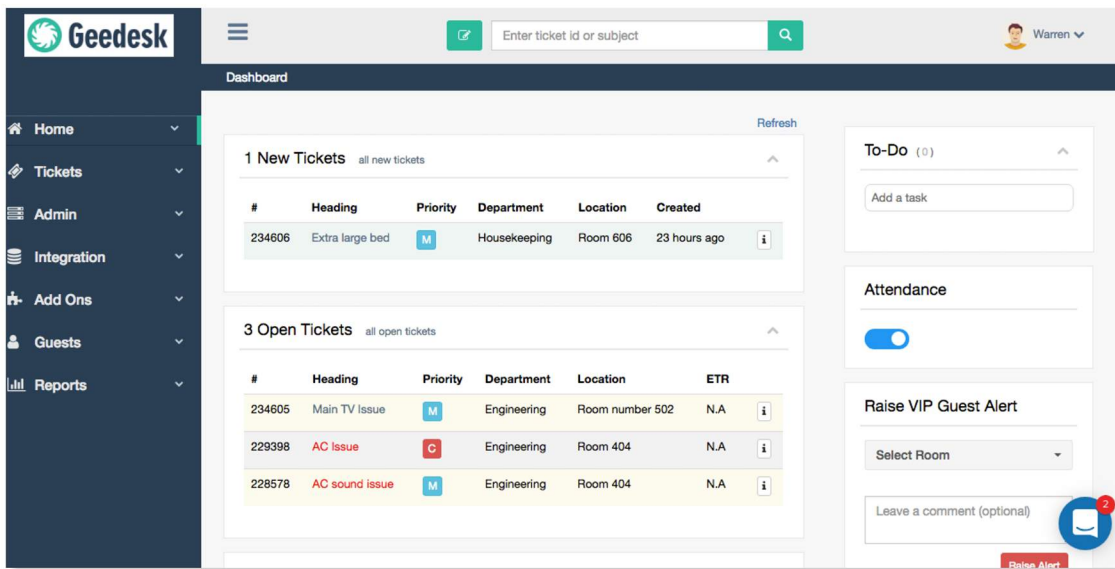 Geedesk
Enter ticket id or subject
Warren
Dashboard
Home
Tickets
Admin
Integration
Add Ons
Guests
Reports
Refresh
1 New Tickets all new tickets
# Heading Priority Department Location Created
234606 Extra large bed M Housekeeping Room 606 23 hours ago i
3 Open Tickets all open tickets
# Heading Priority Department Location ETR
234605 Main TV Issue M Engineering Room number 502 N.A i
229398 AC Issue C Engineering Room 404 N.A i
228578 AC sound issue M Engineering Room 404 N.A i
To-Do (0)
Add a task
Attendance
Raise VIP Guest Alert
Select Room
Leave a comment (optional)
2
Raise Alert